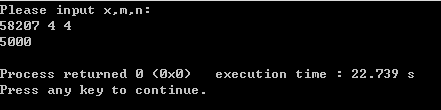 Please input x,m,n:
58207 4 4
5000
Process returned 0 (0x0)   execution time : 22.739 s
Press any key to continue.